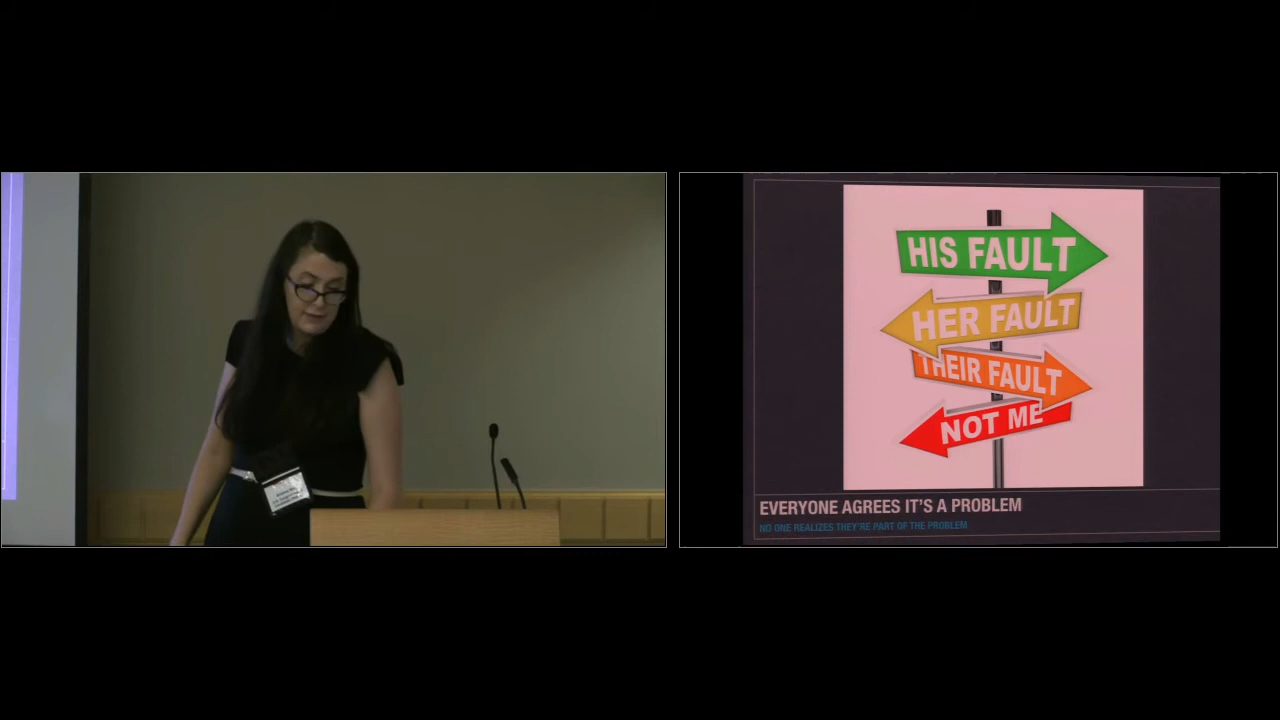 HIS FAULT
HER FAULT
THEIR FAULT
NOT ME
EVERYONE AGREES IT'S A PROBLEM
NO ONE REALIZES THEY'RE PART OF THE PROBLEM